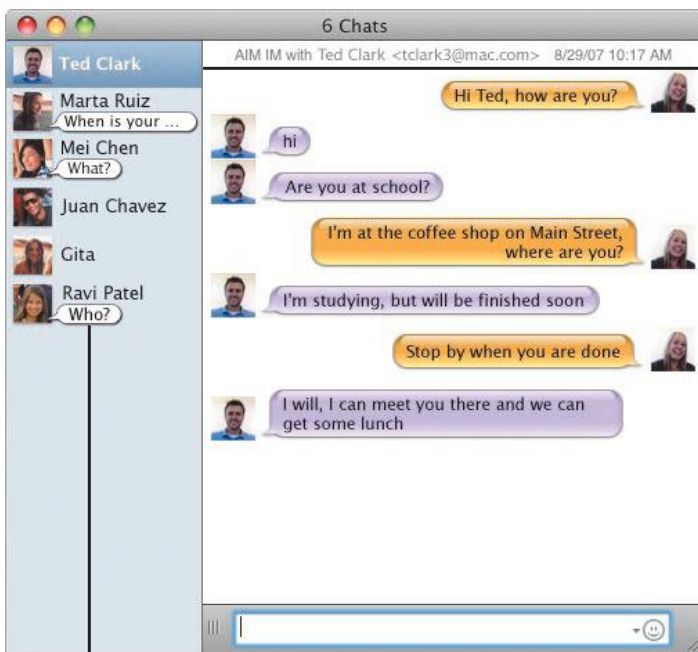 6 Chats
AIM IM with Ted Clark <tclark3@mac.com> 8/29/07 10:17 AM
Ted Clark
Marta Ruiz
When is your ...
Mei Chen
What?
Juan Chavez
Gita
Ravi Patel
Who?
Hi Ted, how are you?
hi
Are you at school?
I'm at the coffee shop on Main Street,
where are you?
I'm studying, but will be finished soon
Stop by when you are done
I will, I can meet you there and we can
get some lunch